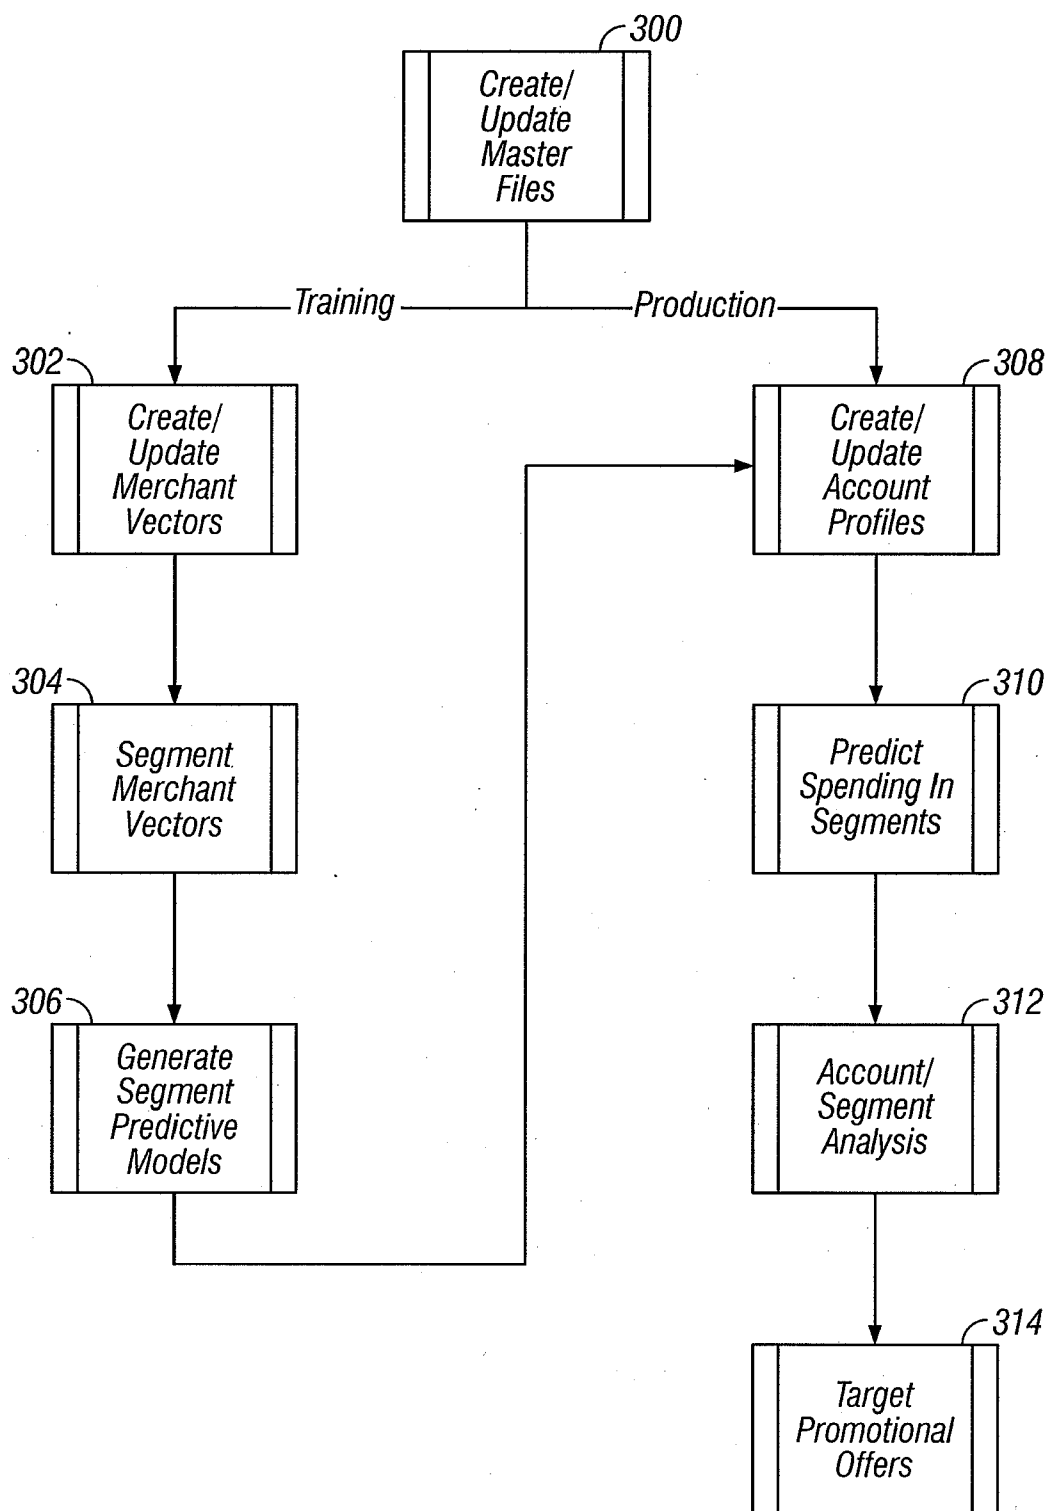 300
Create/
Update
Master
Files
Training
Production
302
Create/
Update
Merchant
Vectors
308
Create/
Update
Account
Profiles
304
Segment
Merchant
Vectors
310
Predict
Spending In
Segments
306
Generate
Segment
Predictive
Models
312
Account/
Segment
Analysis
314
Target
Promotional
Offers